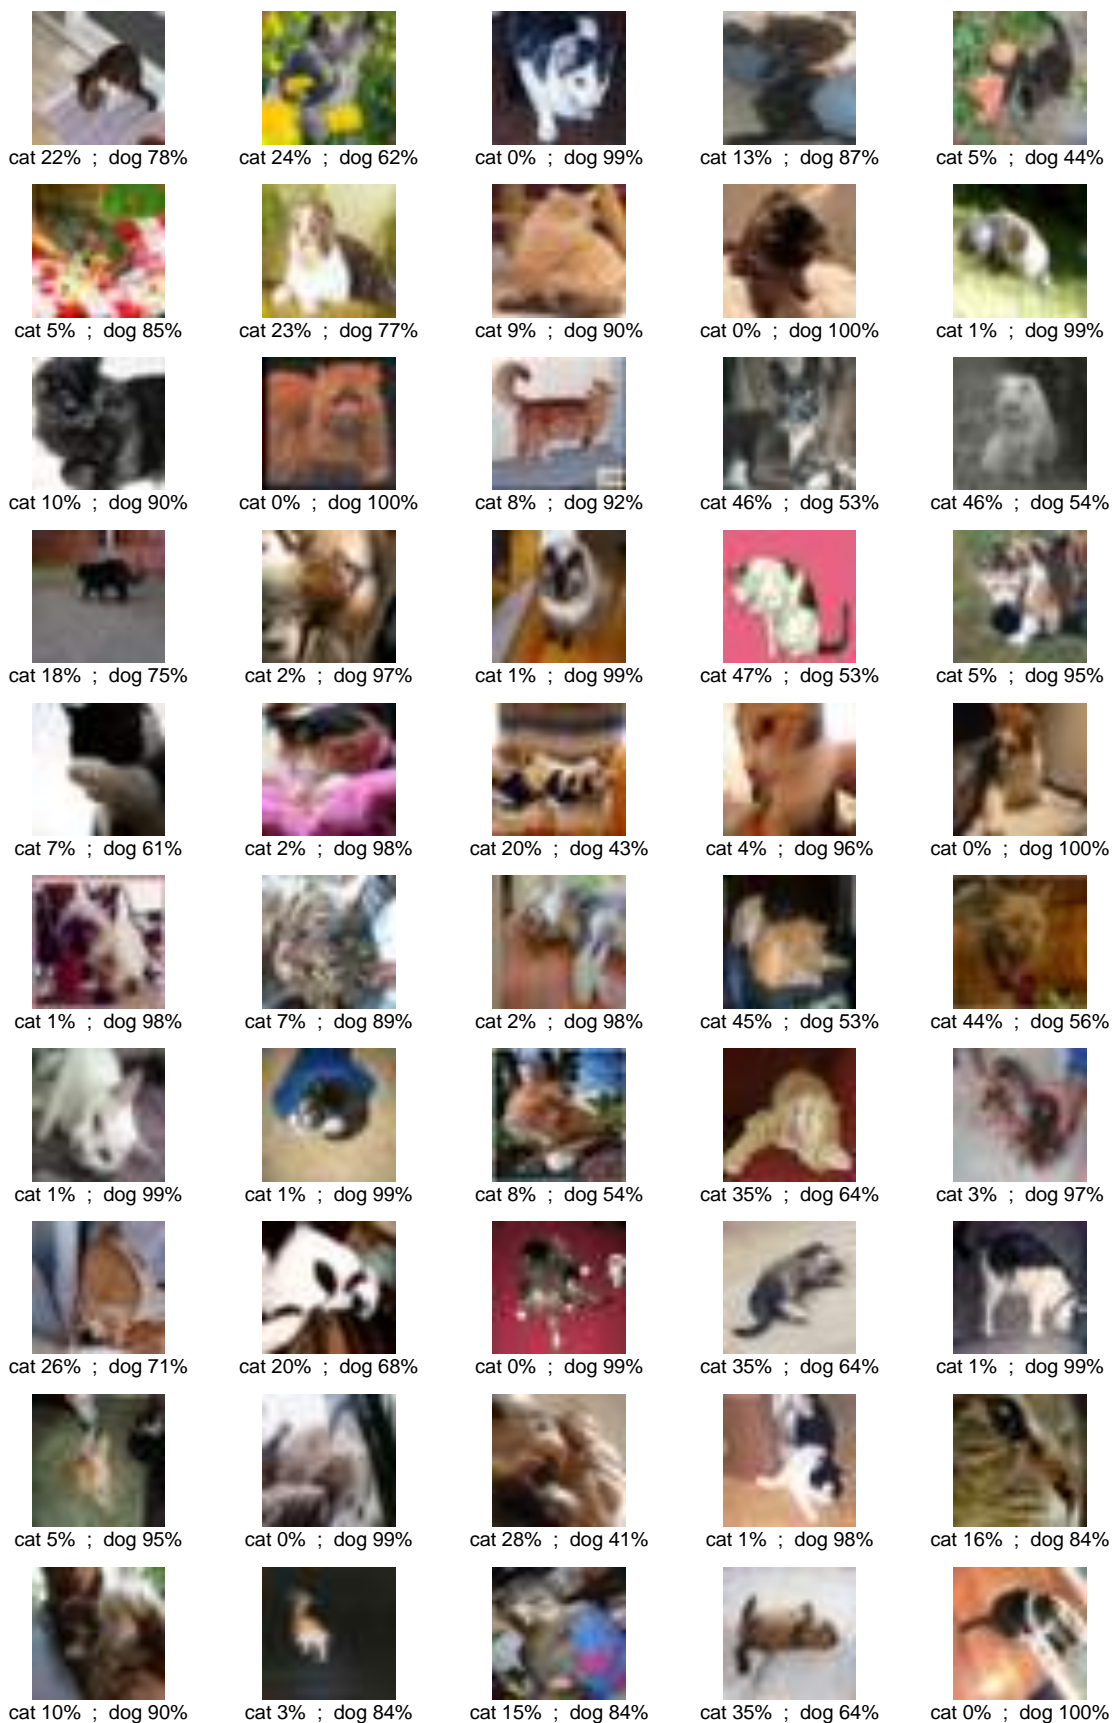 cat 22% ; dog 78% cat 24% ; dog 62% cat 0% ; dog 99% cat 13% ; dog 87% cat 5% ; dog 44%
cat 5% ; dog 85% cat 23% ; dog 77% cat 9% ; dog 90% cat 0% ; dog 100% cat 1% ; dog 99%
cat 10% ; dog 90% cat 0% ; dog 100% cat 8% ; dog 92% cat 46% ; dog 53% cat 46% ; dog 54%
cat 18% ; dog 75% cat 2% ; dog 97% cat 1% ; dog 99% cat 47% ; dog 53% cat 5% ; dog 95%
cat 7% ; dog 61% cat 2% ; dog 98% cat 20% ; dog 43% cat 4% ; dog 96% cat 0% ; dog 100%
cat 1% ; dog 98% cat 7% ; dog 89% cat 2% ; dog 98% cat 45% ; dog 53% cat 44% ; dog 56%
cat 1% ; dog 99% cat 1% ; dog 99% cat 8% ; dog 54% cat 35% ; dog 64% cat 3% ; dog 97%
cat 26% ; dog 71% cat 20% ; dog 68% cat 0% ; dog 99% cat 35% ; dog 64% cat 1% ; dog 99%
cat 5% ; dog 95% cat 0% ; dog 99% cat 28% ; dog 41% cat 1% ; dog 98% cat 16% ; dog 84%
cat 10% ; dog 90% cat 3% ; dog 84% cat 15% ; dog 84% cat 35% ; dog 64% cat 0% ; dog 100%